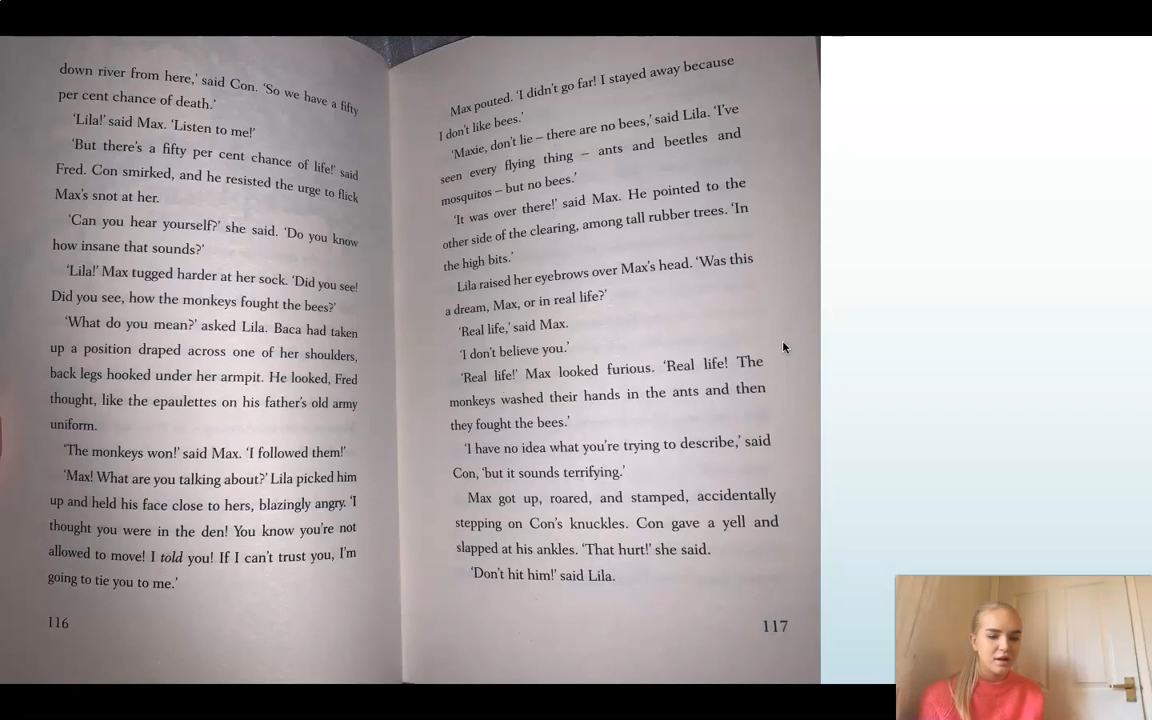 down river from here,' said Con. 'So we have a fifty
per cent chance of death.'
'Lila!' said Max. 'Listen to me!'
'But there's a fifty per cent chance of life!' said
Fred. Con smirked, and he resisted the urge to flick
Max's snot at her.
'Can you hear yourself?' she said. 'Do you know
how insane that sounds?'
'Lila!' Max tugged harder at her sock. 'Did you see!
Did you see, how the monkeys fought the bees?'
'What do you mean?' asked Lila. Baca had taken
up a position draped across one of her shoulders,
back legs hooked under her armpit. He looked, Fred
thought, like the epaulettes on his father's old army
uniform.
'The monkeys won!' said Max. 'I followed them!'
'Max! What are you talking about?' Lila picked him
up and held his face close to hers, blazingly angry. 'I
thought you were in the den! You know you're not
allowed to move! I told you! If I can't trust you, I'm
going to tie you to me.'
116
Max pouted. 'I didn't go far! I stayed away because
I don't like bees.'
'Maxie, don't lie – there are no bees,' said Lila. 'I've
seen every flying thing – ants and beetles and
mosquitos – but no bees.'
'It was over there!' said Max. He pointed to the
other side of the clearing, among tall rubber trees. 'In
the high bits.'
Lila raised her eyebrows over Max's head. 'Was this
a dream, Max, or in real life?'
'Real life,' said Max.
'I don't believe you.'
'Real life!' Max looked furious. 'Real life! The
monkeys washed their hands in the ants and then
they fought the bees.'
'I have no idea what you're trying to describe,' said
Con, 'but it sounds terrifying.'
Max got up, roared, and stamped, accidentally
stepping on Con's knuckles. Con gave a yell and
slapped at his ankles. 'That hurt!' she said.
'Don't hit him!' said Lila.
117